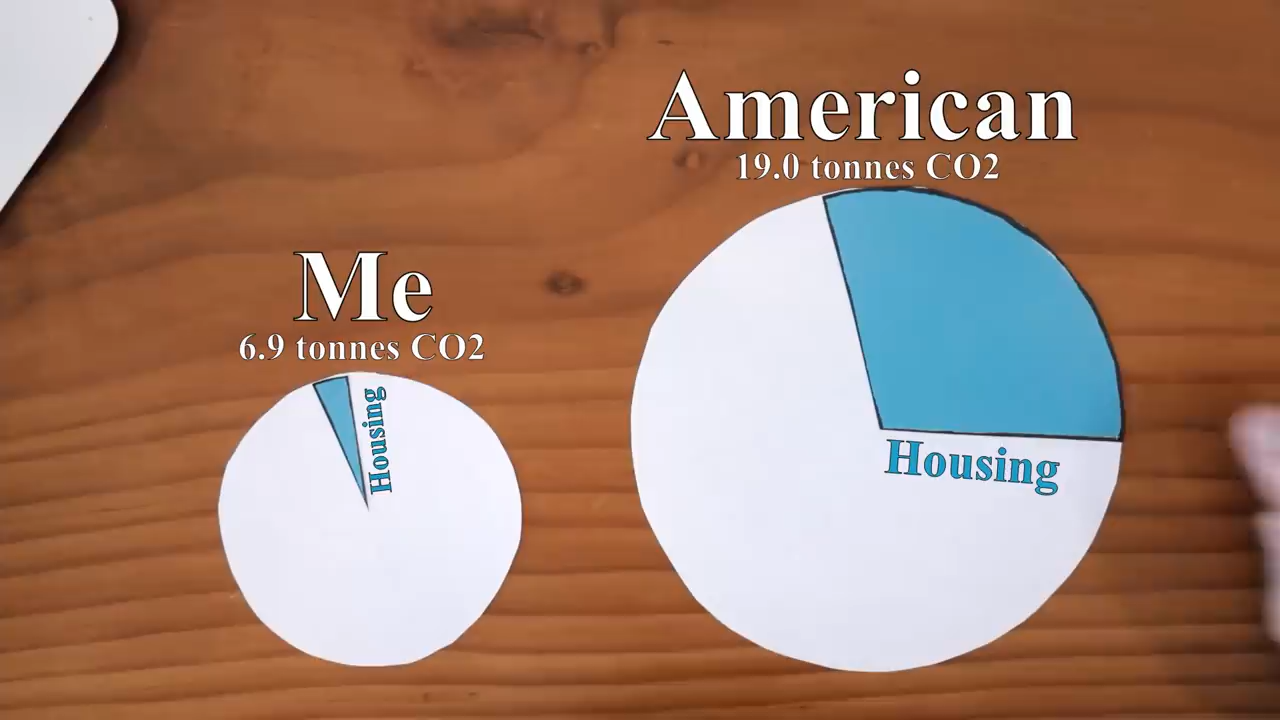 Me
6.9 tonnes CO2
Housing
American
19.0 tonnes CO2
Housing